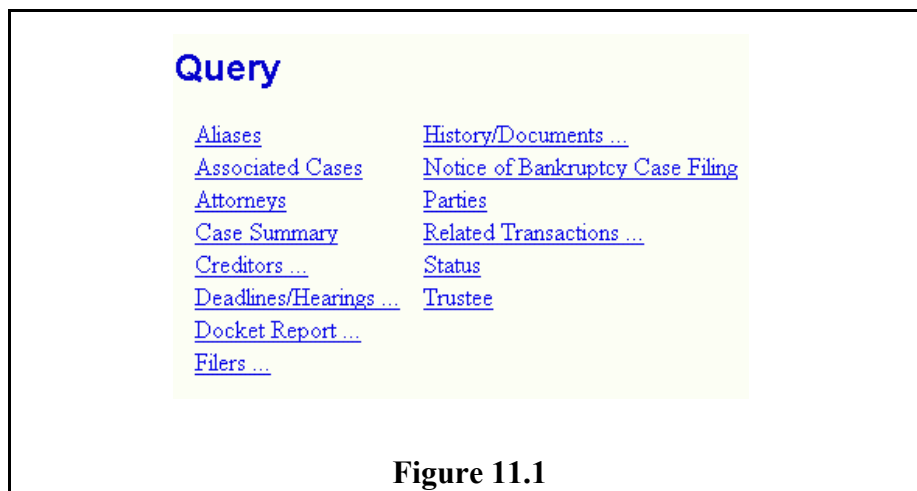 Query
Aliases
Associated Cases
Attorneys
Case Summary
Creditors ...
Deadlines/Hearings ...
Docket Report ...
Filers ...
History/Documents ...
Notice of Bankruptcy Case Filing
Parties
Related Transactions ...
Status
Trustee
Figure 11.1